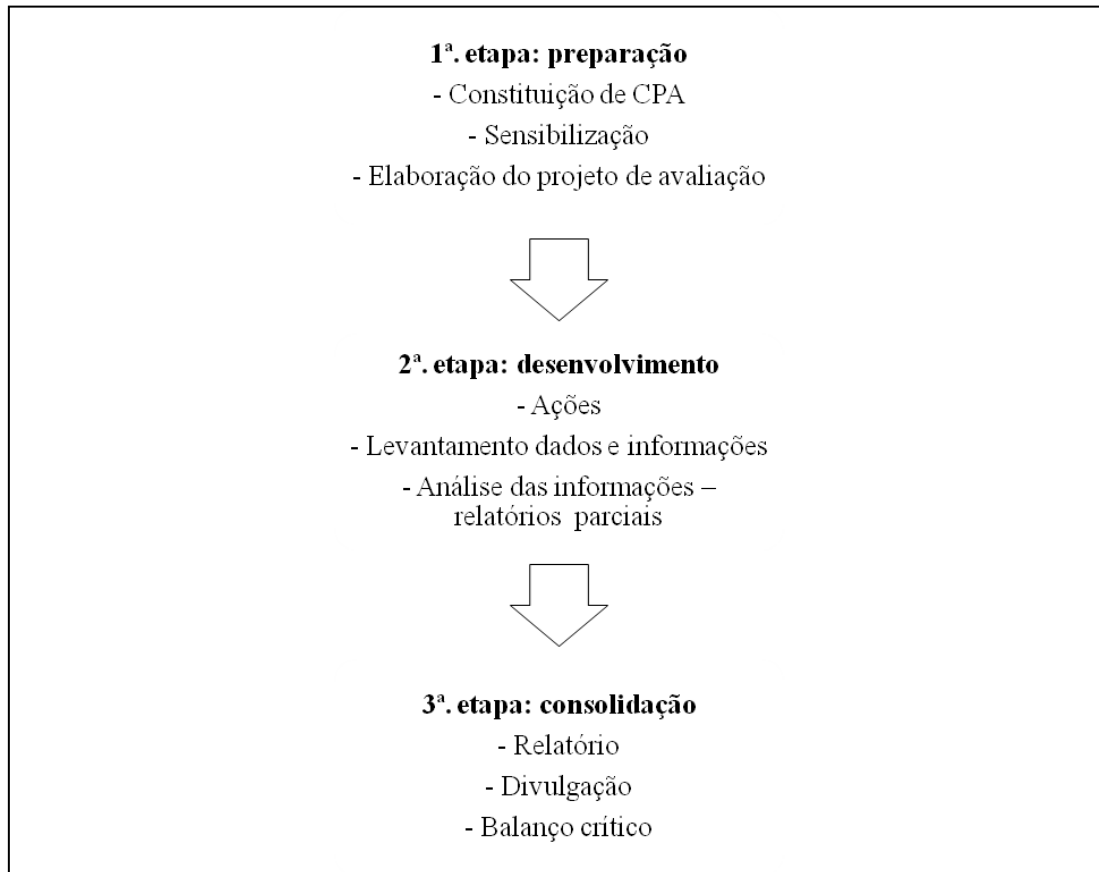 1ª. etapa: preparação
- Constituição de CPA
- Sensibilização
- Elaboração do projeto de avaliação
2ª. etapa: desenvolvimento
- Ações
- Levantamento dados e informações
- Análise das informações –
relatórios parciais
3ª. etapa: consolidação
- Relatório
- Divulgação
- Balanço crítico